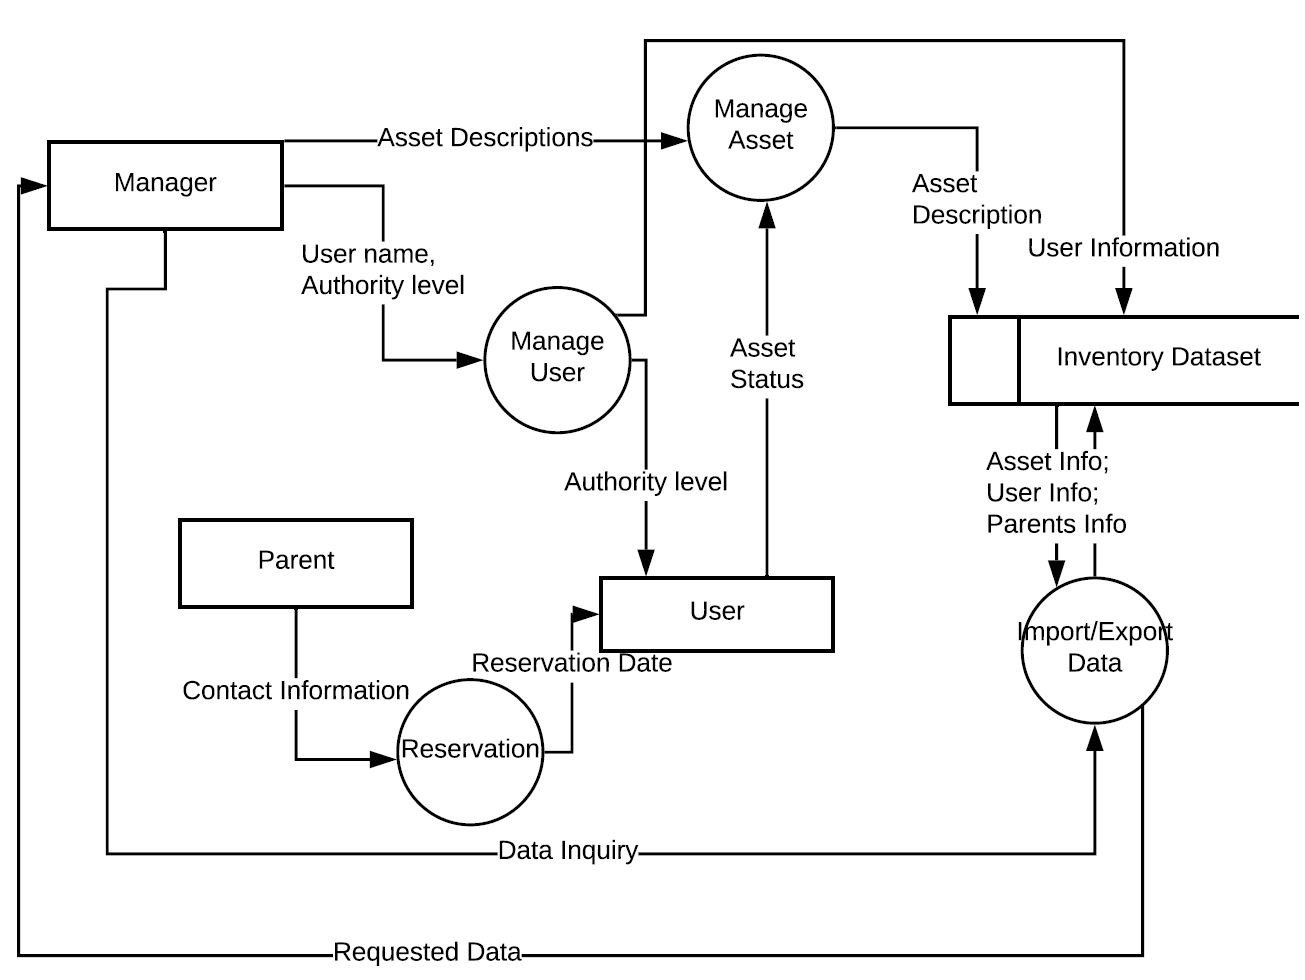 Manage
Asset
Asset Descriptions
Manager
Asset
Description
User Information
User name,
Authority level
Manage
User
Asset
Status
Inventory Dataset
Authority level
Asset Info;
User Info;
Parents Info
Parent
User
Import/Export
Data
Reservation Date
Contact Information
Reservation
Data Inquiry
Requested Data